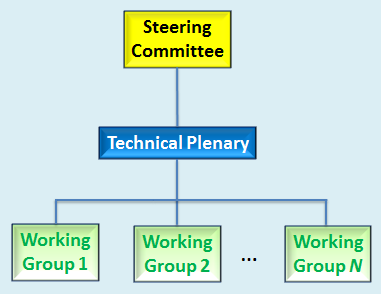 Steering
Committee
Technical Plenary
Working
Group 1
Working
Group 2
...
Working
Group N